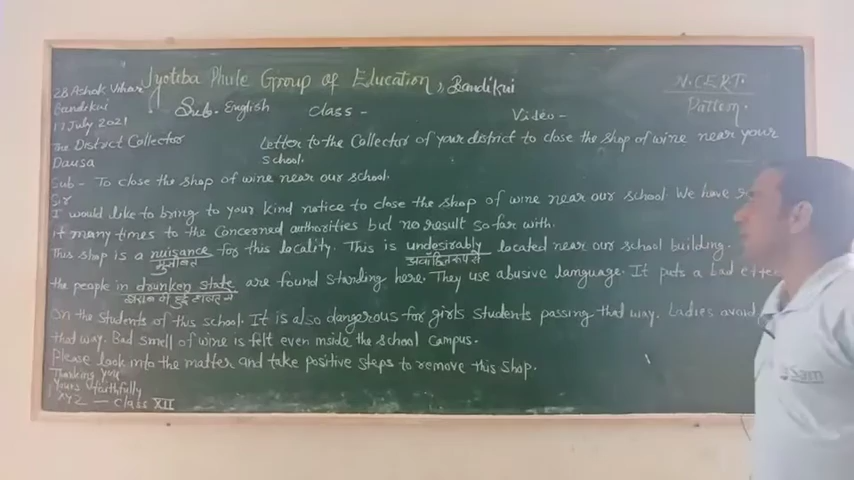 Jyoteba Phule Group of Education, Bandikui
N.C.E.R.T.
Pattern.
Sub. English Class - Video -
28 Ashok Vihar
Bandikui
17 July 2021
The District Collector
Dausa
Letter to the Collector of your district to close the shop of wine near your
school.
Sub - To close the shop of wine near our school.
Sir
I would like to bring to your kind notice to close the shop of wine near our school. We have
it many times to the concerned authorities but no result so far with.
This shop is a nuisance for this locality. This is undesirably located near our school building.
अवांछित रूप से
the people in drunken state are found standing here. They use abusive language. It puts a bad
शराब पी हुई हालत में
on the students of this school. It is also dangerous for girls students passing that way. Ladies avoid
that way. Bad smell of wine is felt even inside the school campus.
Please look into the matter and take positive steps to remove this shop.
Thanking you
Yours faithfully
XYZ - Class XII
Sam